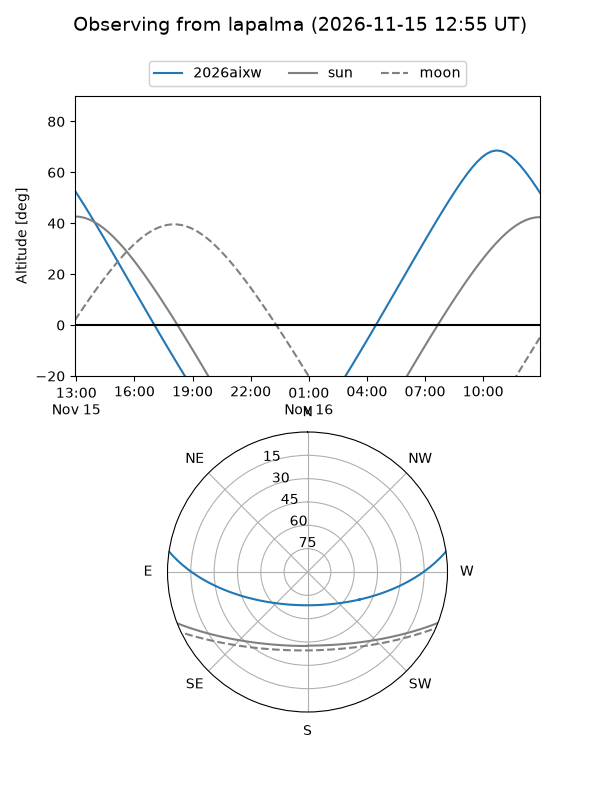 Observing from lapalma (2026-11-15 12:55 UT)
2026aixw sun moon
Altitude [deg]
80
60
40
20
0
−20
13:00 16:00 19:00 22:00 01:00 04:00 07:00 10:00
Nov 15 Nov 16
N
NE NW
15
30
45
60
75
E W
SE SW
S